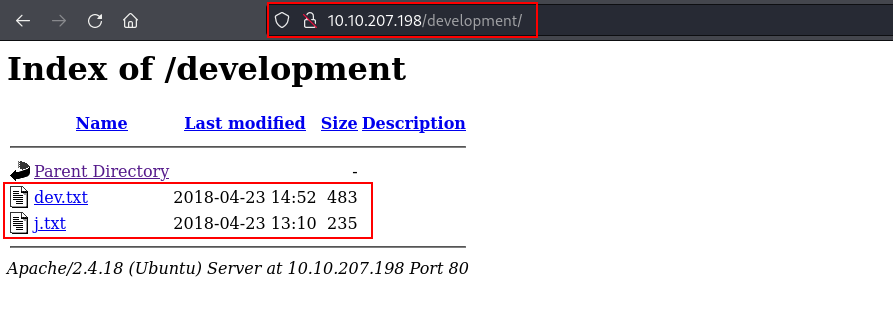 10.10.207.198/development/
Index of /development
Name Last modified Size Description
Parent Directory -
dev.txt 2018-04-23 14:52 483
j.txt 2018-04-23 13:10 235
Apache/2.4.18 (Ubuntu) Server at 10.10.207.198 Port 80